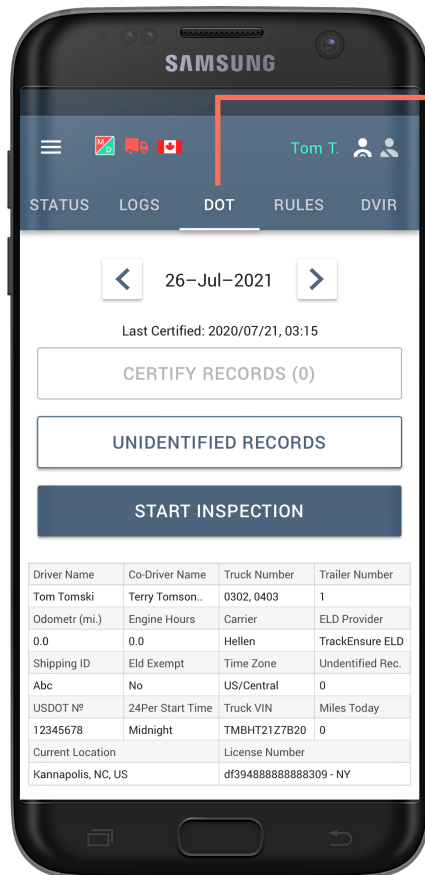 SAMSUNG
M D
Tom T.
STATUS LOGS DOT RULES DVIR
26-Jul-2021
Last Certified: 2020/07/21, 03:15
CERTIFY RECORDS (0)
UNIDENTIFIED RECORDS
START INSPECTION
Driver Name Co-Driver Name Truck Number Trailer Number
Tom Tomski Terry Tomson.. 0302, 0403 1
Odometr (mi.) Engine Hours Carrier ELD Provider
0.0 0.0 Hellen TrackEnsure ELD
Shipping ID Eld Exempt Time Zone Undentified Rec.
Abc No US/Central 0
USDOT Nº 24Per Start Time Truck VIN Miles Today
12345678 Midnight TMBHT21Z7B20 0
Current Location License Number
Kannapolis, NC, US df394888888888309 - NY